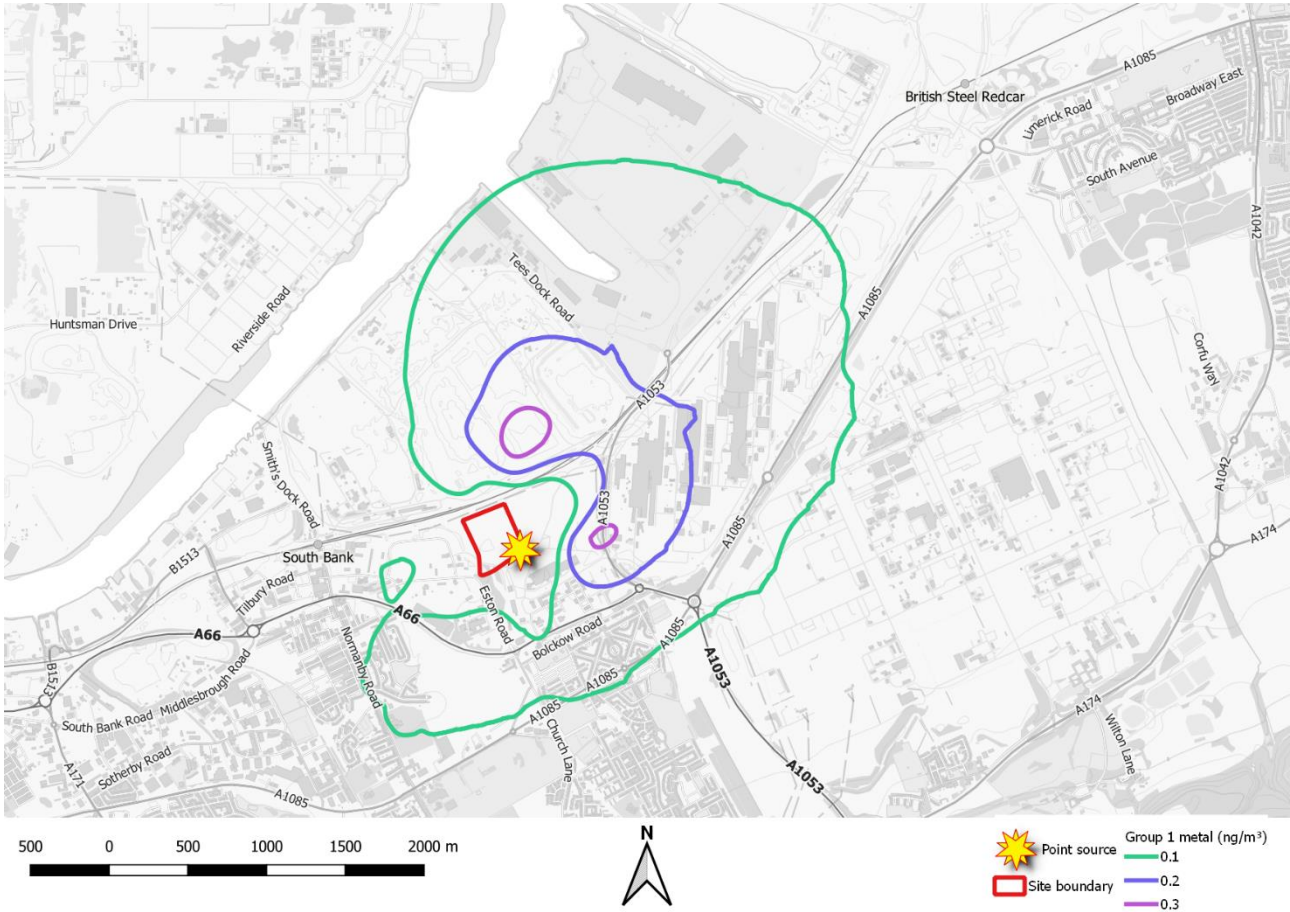 A1085
Broadway East
British Steel Redcar
Limerick Road
South Avenue
A1042
Tees Dock Road
Riverside Road
A1085
Huntsman Drive
Corfu Way
A1053
Smith's Dock Road
A1042
A1053
A1085
A174
South Bank
B1513
Tilbury Road
Eston Road
A66
A66
Bolckow Road
A1085
Normanby Road
B1513
Middlesbrough Road
A1053
A1085
South Bank Road
A1085
A174
Church Lane
Wilton Lane
Sotherby Road
A171
A1053
A1085
N
500 0 500 1000 1500 2000 m
Point source
Site boundary
Group 1 metal (ng/m³)
0.1
0.2
0.3